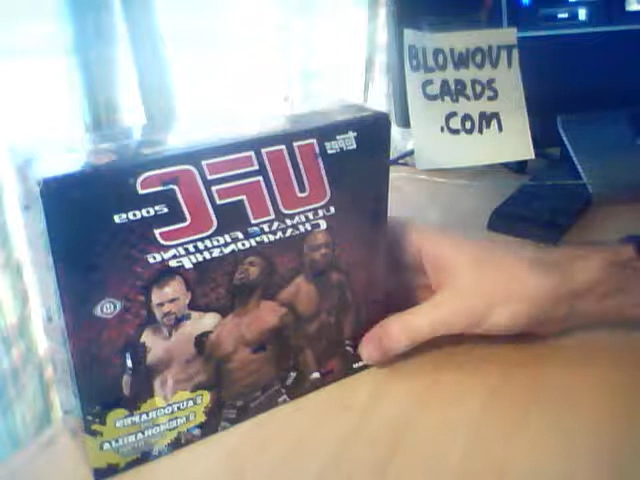 BLOWOUT
CARDS
.COM
Topps
UFC
2009
ULTIMATE FIGHTING
CHAMPIONSHIP
2 AUTOGRAPHS
2 MEMORABILIA